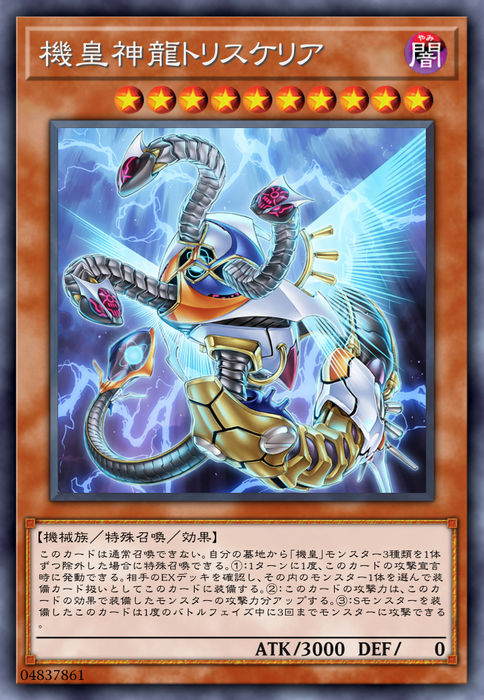 機皇神龍トリスケリア
やみ
闇
【機械族／特殊召喚／効果】
このカードは通常召喚できない。自分の墓地から「機皇」モンスター3種類を1体
ずつ除外した場合に特殊召喚できる。①：1ターンに1度、このカードの攻撃宣言
時に発動できる。相手のEXデッキを確認し、その内のモンスター1体を選んで装
備カード扱いとしてこのカードに装備する。②：このカードの攻撃力は、このカー
ドの効果で装備したモンスターの攻撃力分アップする。③：Sモンスターを装備
したこのカードは1度のバトルフェイズ中に3回までモンスターに攻撃できる
。
ATK/3000 DEF/ 0
04837861